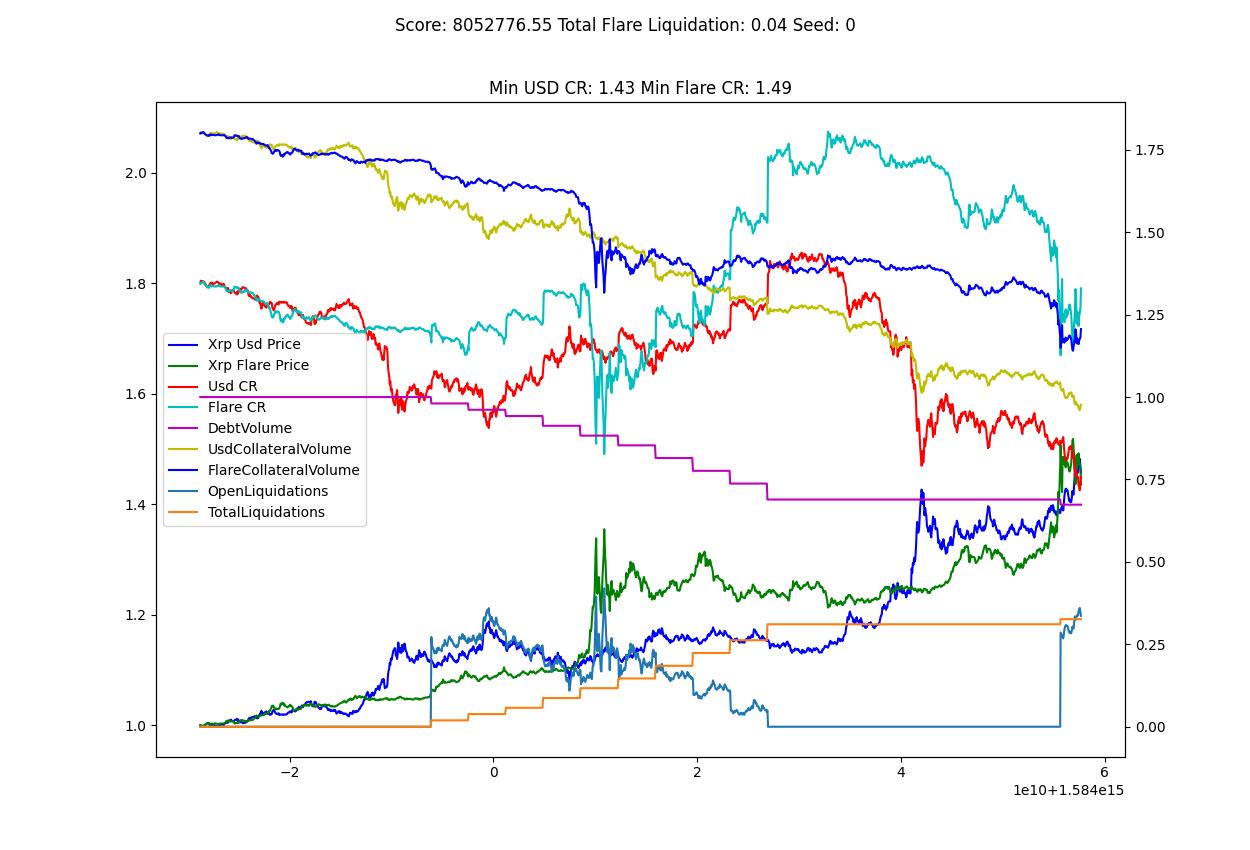 Score: 8052776.55 Total Flare Liquidation: 0.04 Seed: 0
Min USD CR: 1.43 Min Flare CR: 1.49
2.0
1.8
1.6
1.4
1.2
1.0
Xrp Usd Price
Xrp Flare Price
Usd CR
Flare CR
DebtVolume
UsdCollateralVolume
FlareCollateralVolume
OpenLiquidations
TotalLiquidations
1.75
1.50
1.25
1.00
0.75
0.50
0.25
0.00
−2 0 2 4 6
1e10+1.584e15